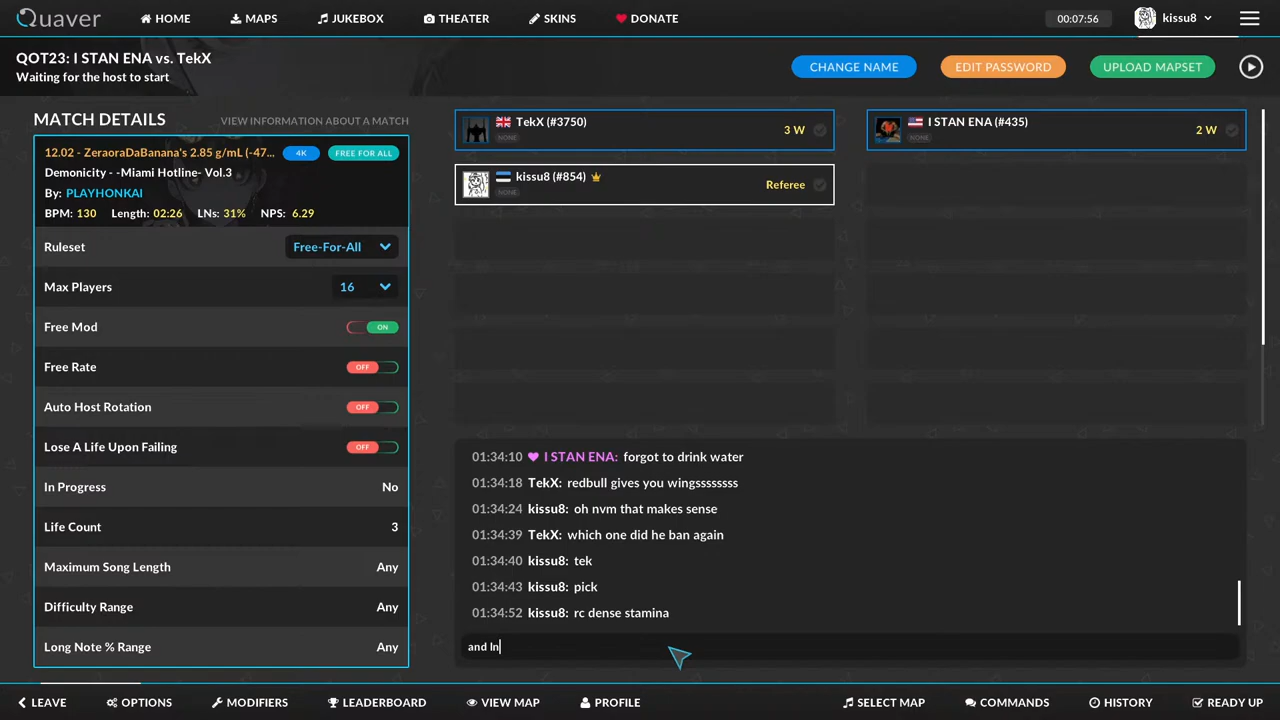 Quaver HOME MAPS JUKEBOX THEATER SKINS DONATE 00:07:56 kissu8
QOT23: I STAN ENA vs. TekX
Waiting for the host to start
CHANGE NAME EDIT PASSWORD UPLOAD MAPSET
MATCH DETAILS VIEW INFORMATION ABOUT A MATCH
12.02 - ZeraoraDaBanana's 2.85 g/mL (-47... 4K FREE FOR ALL
Demonicity - -Miami Hotline- Vol.3
By: PLAYHONKAI
BPM: 130 Length: 02:26 LNs: 31% NPS: 6.29
Ruleset Free-For-All
Max Players 16
Free Mod ON
Free Rate OFF
Auto Host Rotation OFF
Lose A Life Upon Failing OFF
In Progress No
Life Count 3
Maximum Song Length Any
Difficulty Range Any
Long Note % Range Any
TekX (#3750) 3 W
NONE
I STAN ENA (#435) 2 W
NONE
kissu8 (#854) Referee
NONE
01:34:10 I STAN ENA: forgot to drink water
01:34:18 TekX: redbull gives you wingsssssss
01:34:24 kissu8: oh nvm that makes sense
01:34:39 TekX: which one did he ban again
01:34:40 kissu8: tek
01:34:43 kissu8: pick
01:34:52 kissu8: rc dense stamina
and ln
LEAVE OPTIONS MODIFIERS LEADERBOARD VIEW MAP PROFILE SELECT MAP COMMANDS HISTORY READY UP